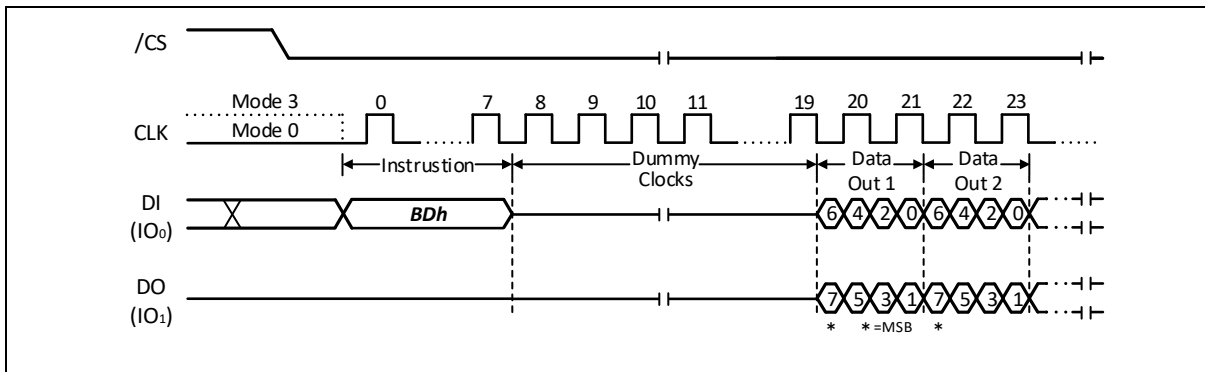 /CS
Mode 3
0 7 8 9 10 11 19 20 21 22 23
CLK
Mode 0
Instrustion
Dummy
Clocks
Data
Out 1
Data
Out 2
DI
(IO0)
BDh
6 4 2 0 6 4 2 0
DO
(IO1)
7 5 3 1 7 5 3 1
* * =MSB *